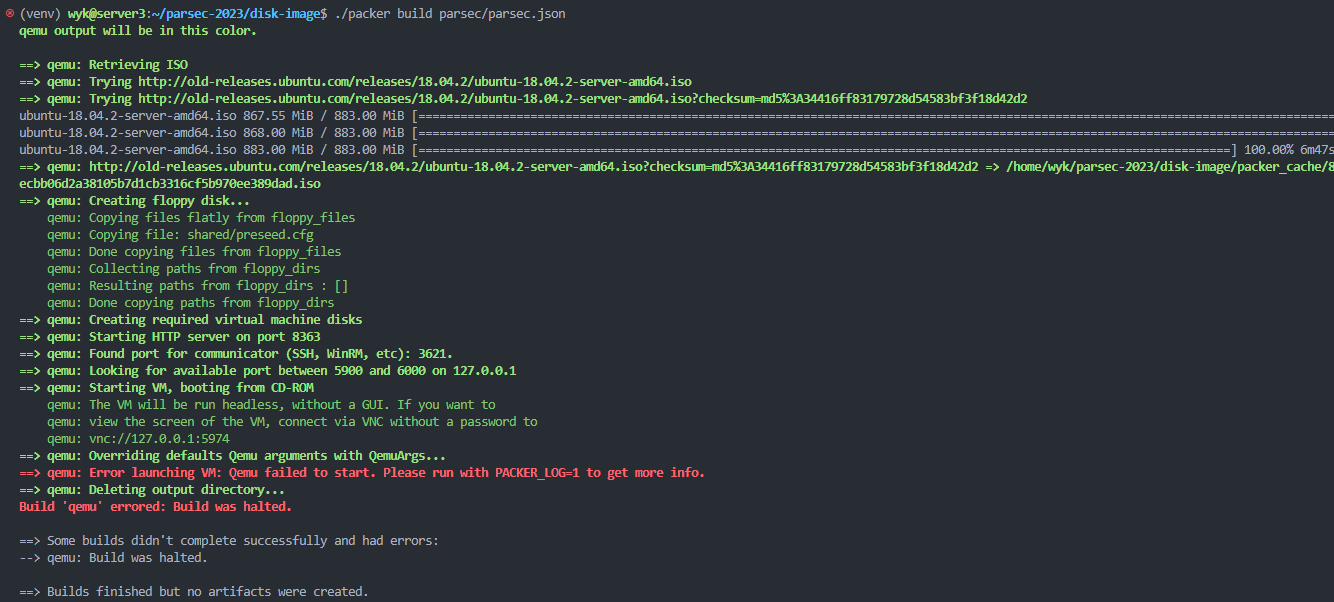 (venv) wyk@server3:~/parsec-2023/disk-image$ ./packer build parsec/parsec.json
qemu output will be in this color.
==> qemu: Retrieving ISO
==> qemu: Trying http://old-releases.ubuntu.com/releases/18.04.2/ubuntu-18.04.2-server-amd64.iso
==> qemu: Trying http://old-releases.ubuntu.com/releases/18.04.2/ubuntu-18.04.2-server-amd64.iso?checksum=md5%3A34416ff83179728d54583bf3f18d42d2
ubuntu-18.04.2-server-amd64.iso 867.55 MiB / 883.00 MiB [==================================================================================================================================
ubuntu-18.04.2-server-amd64.iso 868.00 MiB / 883.00 MiB [==================================================================================================================================
ubuntu-18.04.2-server-amd64.iso 883.00 MiB / 883.00 MiB [====================================================================================================================] 100.00% 6m47s
==> qemu: http://old-releases.ubuntu.com/releases/18.04.2/ubuntu-18.04.2-server-amd64.iso?checksum=md5%3A34416ff83179728d54583bf3f18d42d2 => /home/wyk/parsec-2023/disk-image/packer_cache/8
ecbb06d2a38105b7d1cb3316cf5b970ee389dad.iso
==> qemu: Creating floppy disk...
    qemu: Copying files flatly from floppy_files
    qemu: Copying file: shared/preseed.cfg
    qemu: Done copying files from floppy_files
    qemu: Collecting paths from floppy_dirs
    qemu: Resulting paths from floppy_dirs : []
    qemu: Done copying paths from floppy_dirs
==> qemu: Creating required virtual machine disks
==> qemu: Starting HTTP server on port 8363
==> qemu: Found port for communicator (SSH, WinRM, etc): 3621.
==> qemu: Looking for available port between 5900 and 6000 on 127.0.0.1
==> qemu: Starting VM, booting from CD-ROM
    qemu: The VM will be run headless, without a GUI. If you want to
    qemu: view the screen of the VM, connect via VNC without a password to
    qemu: vnc://127.0.0.1:5974
==> qemu: Overriding defaults Qemu arguments with QemuArgs...
==> qemu: Error launching VM: Qemu failed to start. Please run with PACKER_LOG=1 to get more info.
==> qemu: Deleting output directory...
Build 'qemu' errored: Build was halted.
==> Some builds didn't complete successfully and had errors:
--> qemu: Build was halted.
==> Builds finished but no artifacts were created.